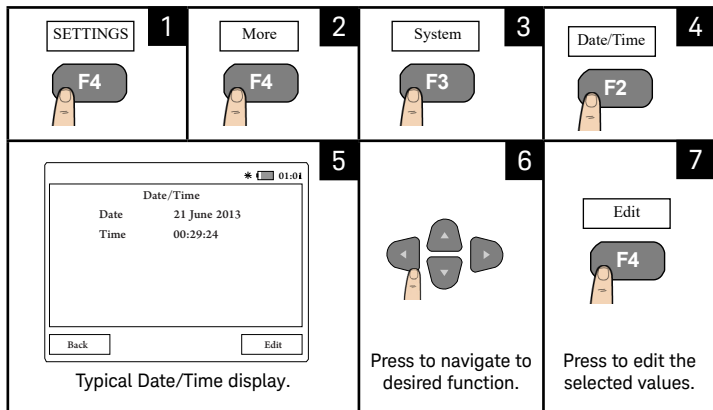 SETTINGS 1
F4
More 2
F4
System 3
F3
Date/Time 4
F2
5
01:01
Date/Time
Date 21 June 2013
Time 00:29:24
Back Edit
Typical Date/Time display.
6
Press to navigate to
desired function.
7
Edit
F4
Press to edit the
selected values.